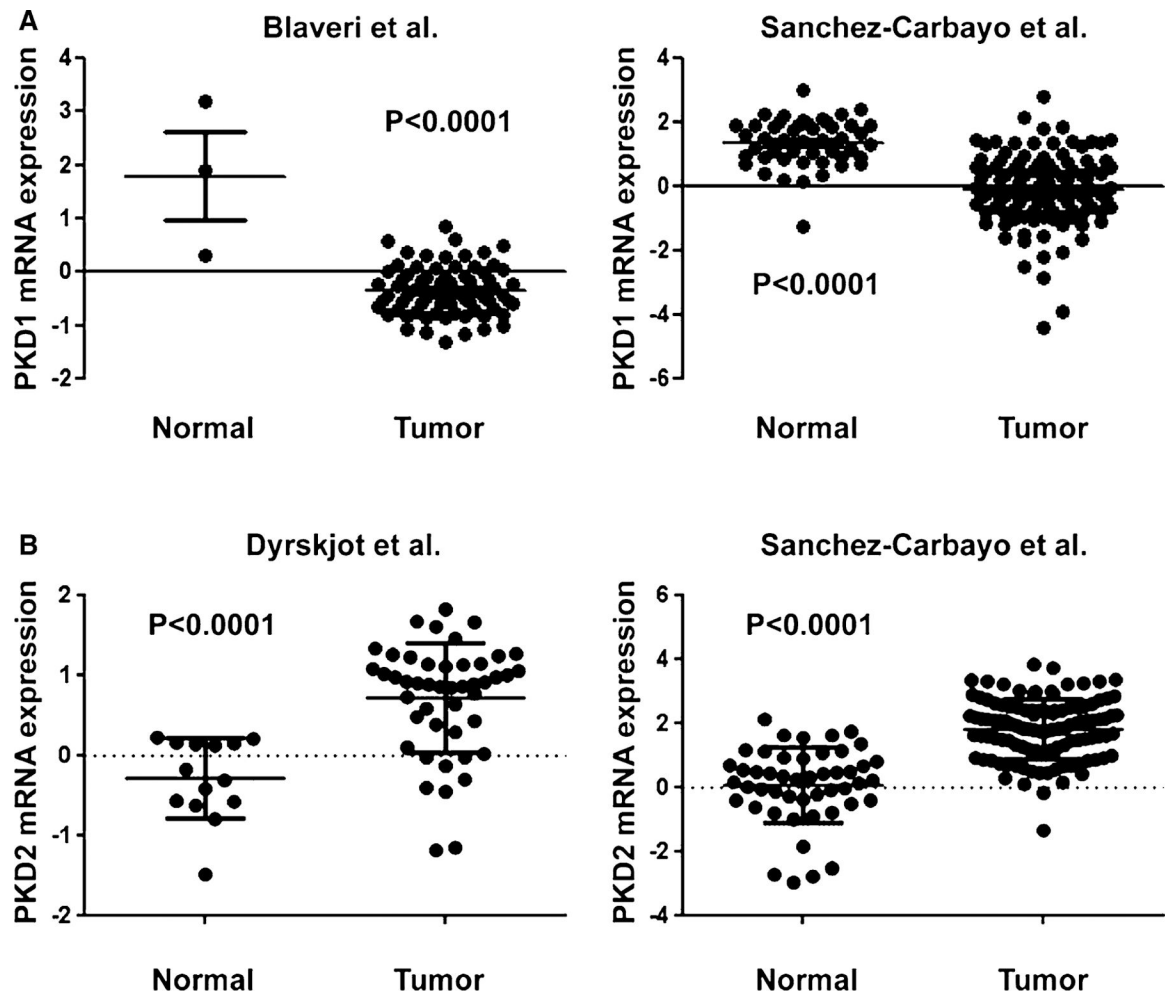 A
Blaveri et al.
PKD1 mRNA expression
4
3
2
1
0
-1
-2
P<0.0001
Normal
Tumor
Sanchez-Carbayo et al.
PKD1 mRNA expression
4
2
0
-2
-4
-6
P<0.0001
Normal
Tumor
B
Dyrskjot et al.
PKD2 mRNA expression
2
1
0
-1
-2
P<0.0001
Normal
Tumor
Sanchez-Carbayo et al.
PKD2 mRNA expression
6
4
2
0
-2
-4
P<0.0001
Normal
Tumor